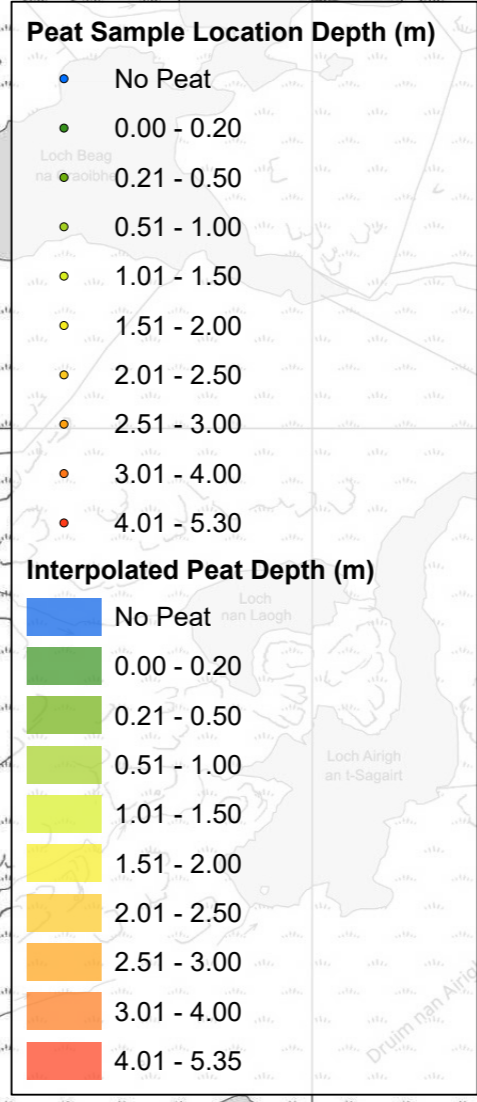 Peat Sample Location Depth (m)
No Peat
0.00 - 0.20
Loch Beag
na Craoibhe
0.21 - 0.50
0.51 - 1.00
1.01 - 1.50
1.51 - 2.00
2.01 - 2.50
2.51 - 3.00
3.01 - 4.00
4.01 - 5.30
Interpolated Peat Depth (m)
No Peat
Loch
nan Laogh
0.00 - 0.20
0.21 - 0.50
0.51 - 1.00
Loch Airigh
an t-Sagairt
1.01 - 1.50
1.51 - 2.00
2.01 - 2.50
2.51 - 3.00
3.01 - 4.00
Druim nan Airigh
4.01 - 5.35